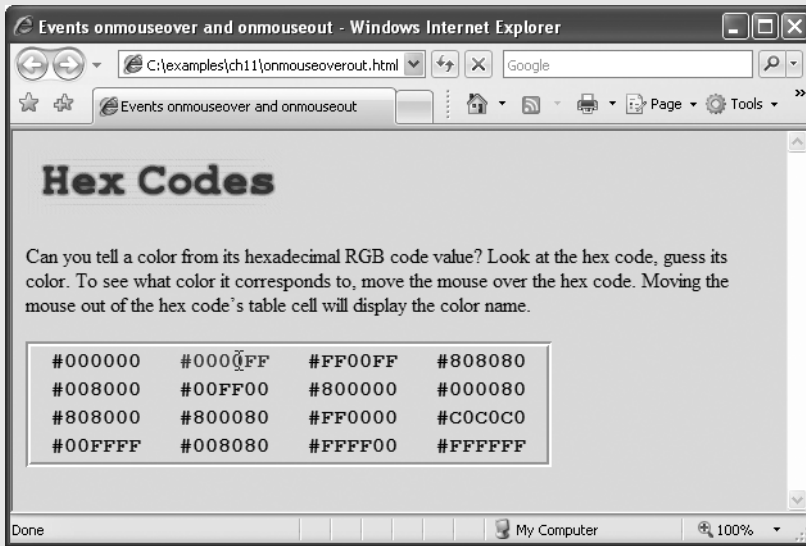 Events onmouseover and onmouseout - Windows Internet Explorer
C:\examples\ch11\onmouseoverout.html
Google
Events onmouseover and onmouseout
Page
Tools
»
Hex Codes
Can you tell a color from its hexadecimal RGB code value? Look at the hex code, guess its
color. To see what color it corresponds to, move the mouse over the hex code. Moving the
mouse out of the hex code's table cell will display the color name.
#000000 #0000FF #FF00FF #808080
#008000 #00FF00 #800000 #000080
#808000 #800080 #FF0000 #C0C0C0
#00FFFF #008080 #FFFF00 #FFFFFF
Done
My Computer
100%